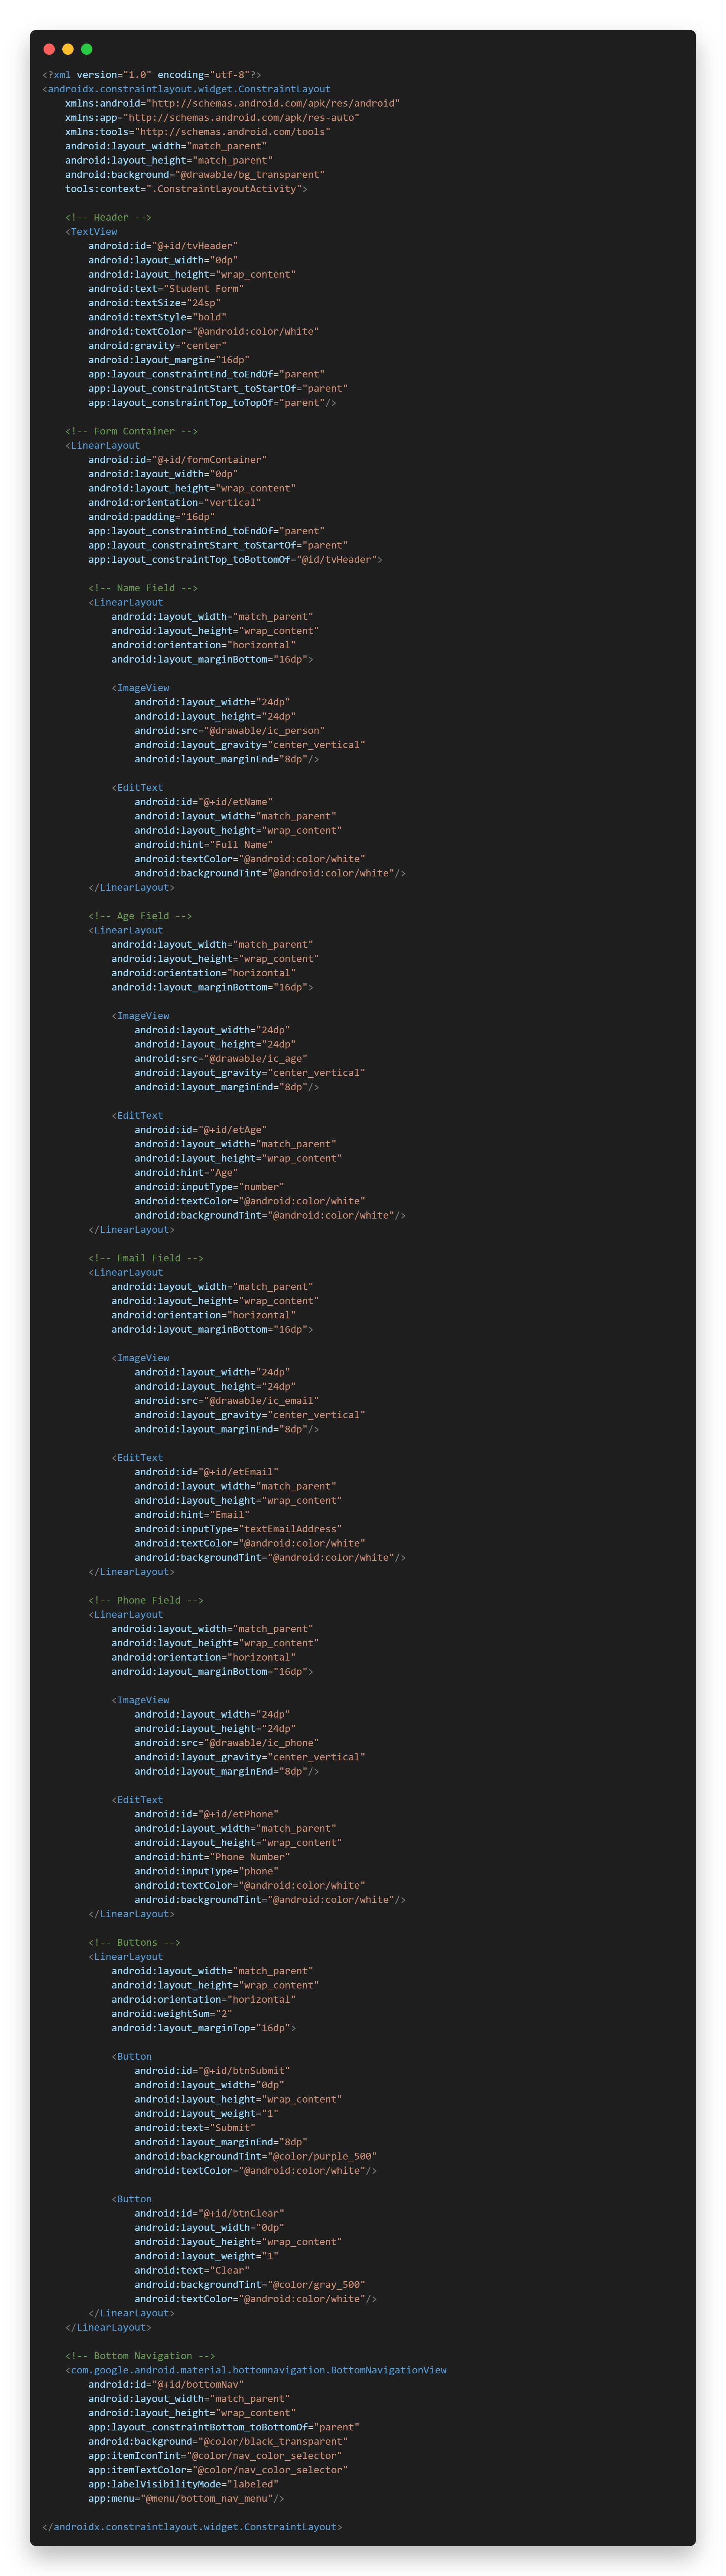 <?xml version="1.0" encoding="utf-8"?>
<androidx.constraintlayout.widget.ConstraintLayout
    xmlns:android="http://schemas.android.com/apk/res/android"
    xmlns:app="http://schemas.android.com/apk/res-auto"
    xmlns:tools="http://schemas.android.com/tools"
    android:layout_width="match_parent"
    android:layout_height="match_parent"
    android:background="@drawable/bg_transparent"
    tools:context=".ConstraintLayoutActivity">

    <!-- Header -->
    <TextView
        android:id="@+id/tvHeader"
        android:layout_width="0dp"
        android:layout_height="wrap_content"
        android:text="Student Form"
        android:textSize="24sp"
        android:textStyle="bold"
        android:textColor="@android:color/white"
        android:gravity="center"
        android:layout_margin="16dp"
        app:layout_constraintEnd_toEndOf="parent"
        app:layout_constraintStart_toStartOf="parent"
        app:layout_constraintTop_toTopOf="parent"/>

    <!-- Form Container -->
    <LinearLayout
        android:id="@+id/formContainer"
        android:layout_width="0dp"
        android:layout_height="wrap_content"
        android:orientation="vertical"
        android:padding="16dp"
        app:layout_constraintEnd_toEndOf="parent"
        app:layout_constraintStart_toStartOf="parent"
        app:layout_constraintTop_toBottomOf="@id/tvHeader">

        <!-- Name Field -->
        <LinearLayout
            android:layout_width="match_parent"
            android:layout_height="wrap_content"
            android:orientation="horizontal"
            android:layout_marginBottom="16dp">

            <ImageView
                android:layout_width="24dp"
                android:layout_height="24dp"
                android:src="@drawable/ic_person"
                android:layout_gravity="center_vertical"
                android:layout_marginEnd="8dp"/>

            <EditText
                android:id="@+id/etName"
                android:layout_width="match_parent"
                android:layout_height="wrap_content"
                android:hint="Full Name"
                android:textColor="@android:color/white"
                android:backgroundTint="@android:color/white"/>
        </LinearLayout>

        <!-- Age Field -->
        <LinearLayout
            android:layout_width="match_parent"
            android:layout_height="wrap_content"
            android:orientation="horizontal"
            android:layout_marginBottom="16dp">

            <ImageView
                android:layout_width="24dp"
                android:layout_height="24dp"
                android:src="@drawable/ic_age"
                android:layout_gravity="center_vertical"
                android:layout_marginEnd="8dp"/>

            <EditText
                android:id="@+id/etAge"
                android:layout_width="match_parent"
                android:layout_height="wrap_content"
                android:hint="Age"
                android:inputType="number"
                android:textColor="@android:color/white"
                android:backgroundTint="@android:color/white"/>
        </LinearLayout>

        <!-- Email Field -->
        <LinearLayout
            android:layout_width="match_parent"
            android:layout_height="wrap_content"
            android:orientation="horizontal"
            android:layout_marginBottom="16dp">

            <ImageView
                android:layout_width="24dp"
                android:layout_height="24dp"
                android:src="@drawable/ic_email"
                android:layout_gravity="center_vertical"
                android:layout_marginEnd="8dp"/>

            <EditText
                android:id="@+id/etEmail"
                android:layout_width="match_parent"
                android:layout_height="wrap_content"
                android:hint="Email"
                android:inputType="textEmailAddress"
                android:textColor="@android:color/white"
                android:backgroundTint="@android:color/white"/>
        </LinearLayout>

        <!-- Phone Field -->
        <LinearLayout
            android:layout_width="match_parent"
            android:layout_height="wrap_content"
            android:orientation="horizontal"
            android:layout_marginBottom="16dp">

            <ImageView
                android:layout_width="24dp"
                android:layout_height="24dp"
                android:src="@drawable/ic_phone"
                android:layout_gravity="center_vertical"
                android:layout_marginEnd="8dp"/>

            <EditText
                android:id="@+id/etPhone"
                android:layout_width="match_parent"
                android:layout_height="wrap_content"
                android:hint="Phone Number"
                android:inputType="phone"
                android:textColor="@android:color/white"
                android:backgroundTint="@android:color/white"/>
        </LinearLayout>

        <!-- Buttons -->
        <LinearLayout
            android:layout_width="match_parent"
            android:layout_height="wrap_content"
            android:orientation="horizontal"
            android:weightSum="2"
            android:layout_marginTop="16dp">

            <Button
                android:id="@+id/btnSubmit"
                android:layout_width="0dp"
                android:layout_height="wrap_content"
                android:layout_weight="1"
                android:text="Submit"
                android:layout_marginEnd="8dp"
                android:backgroundTint="@color/purple_500"
                android:textColor="@android:color/white"/>

            <Button
                android:id="@+id/btnClear"
                android:layout_width="0dp"
                android:layout_height="wrap_content"
                android:layout_weight="1"
                android:text="Clear"
                android:backgroundTint="@color/gray_500"
                android:textColor="@android:color/white"/>
        </LinearLayout>
    </LinearLayout>

    <!-- Bottom Navigation -->
    <com.google.android.material.bottomnavigation.BottomNavigationView
        android:id="@+id/bottomNav"
        android:layout_width="match_parent"
        android:layout_height="wrap_content"
        app:layout_constraintBottom_toBottomOf="parent"
        android:background="@color/black_transparent"
        app:itemIconTint="@color/nav_color_selector"
        app:itemTextColor="@color/nav_color_selector"
        app:labelVisibilityMode="labeled"
        app:menu="@menu/bottom_nav_menu"/>

</androidx.constraintlayout.widget.ConstraintLayout>